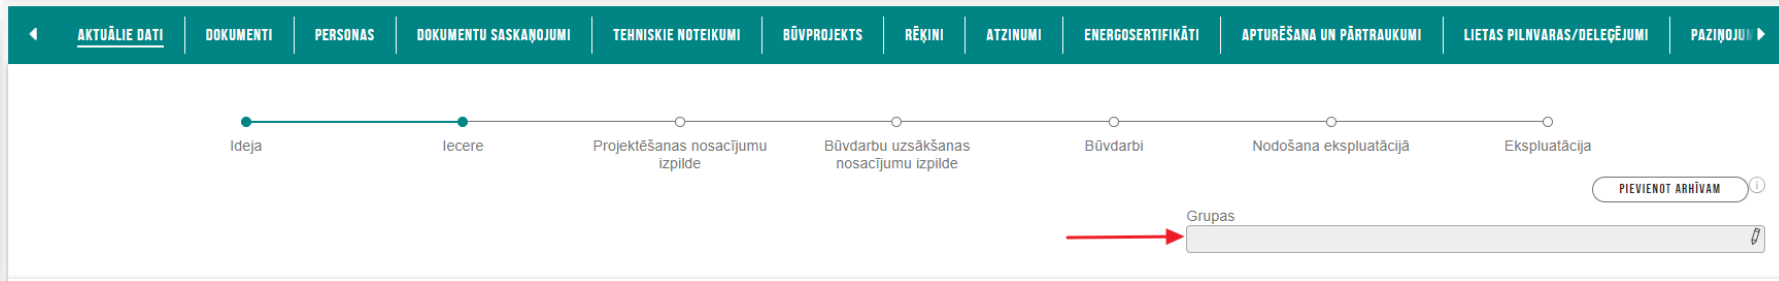 AKTUĀLIE DATI DOKUMENTI PERSONAS DOKUMENTU SASKAŅOJUMI TEHNISKIE NOTEIKUMI BŪVPROJEKTS RĒĶINI ATZINUMI ENERGOSERTIFIKĀTI APTURĒŠANA UN PĀRTRAUKUMI LIETAS PILNVARAS/DELEĢĒJUMI PAZIŅOJUM
Ideja Iecere Projektēšanas nosacījumu Būvdarbu uzsākšanas Būvdarbi Nodošana ekspluatācijā Ekspluatācija
izpilde nosacījumu izpilde
PIEVIENOT ARHĪVAM
Grupas